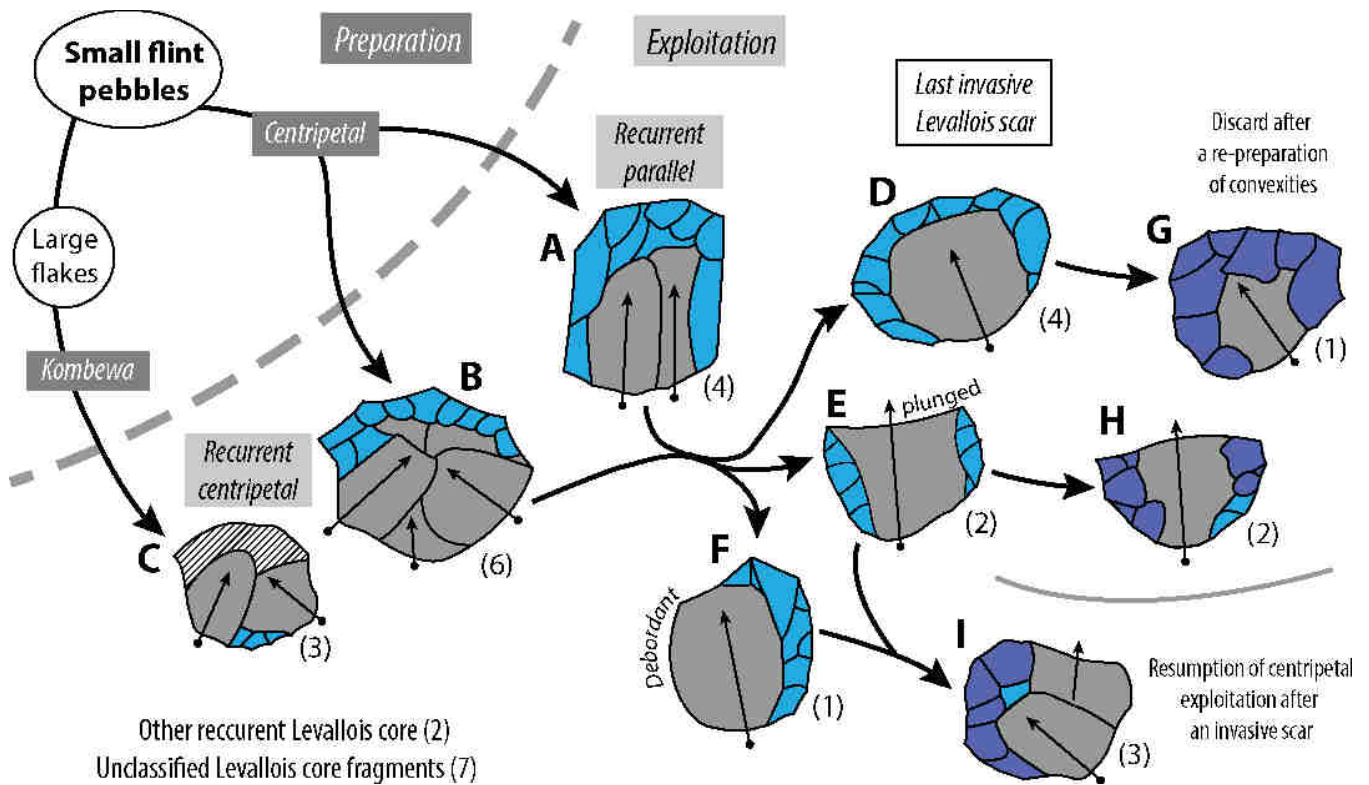 Small flint
pebbles
Preparation
Exploitation
Centripetal
Large
flakes
Kombewa
Recurrent
parallel
Last invasive
Levallois scar
Discard after
a re-preparation
of convexities
A
(4)
B
(6)
Recurrent
centripetal
C
(3)
D
(4)
G
(1)
E
plunged
(2)
H
(2)
F
Debordant
(1)
I
(3)
Resumption of centripetal
exploitation after
an invasive scar
Other reccurent Levallois core (2)
Unclassified Levallois core fragments (7)